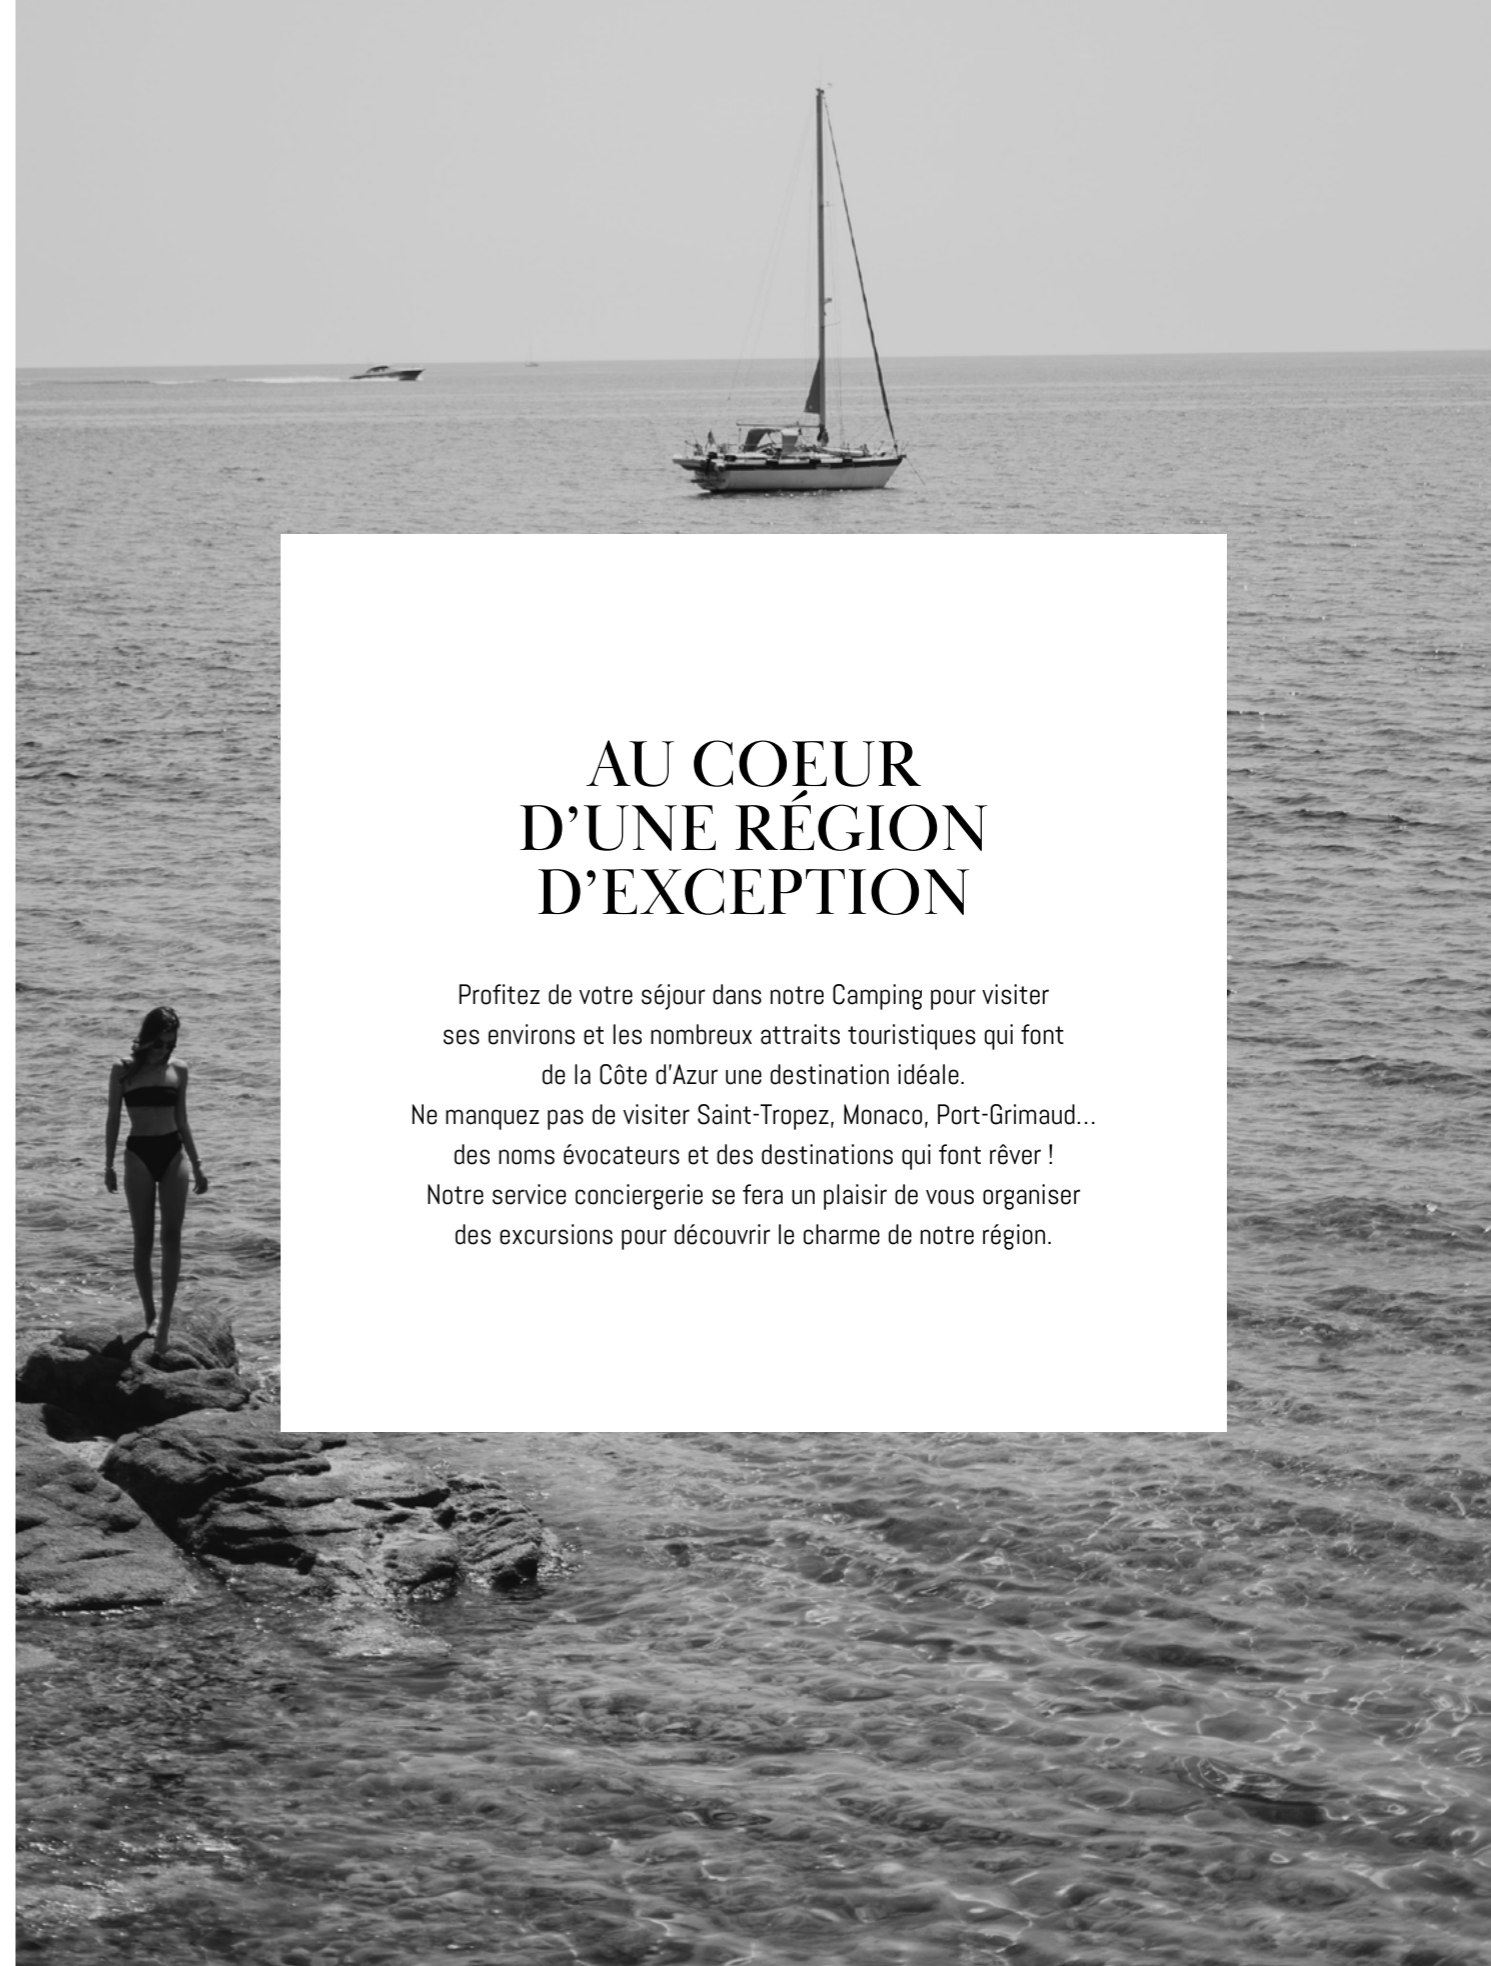 AU COEUR
D’UNE RÉGION
D’EXCEPTION
Profitez de votre séjour dans notre Camping pour visiter
ses environs et les nombreux attraits touristiques qui font
de la Côte d’Azur une destination idéale.
Ne manquez pas de visiter Saint-Tropez, Monaco, Port-Grimaud…
des noms évocateurs et des destinations qui font rêver !
Notre service conciergerie se fera un plaisir de vous organiser
des excursions pour découvrir le charme de notre région.